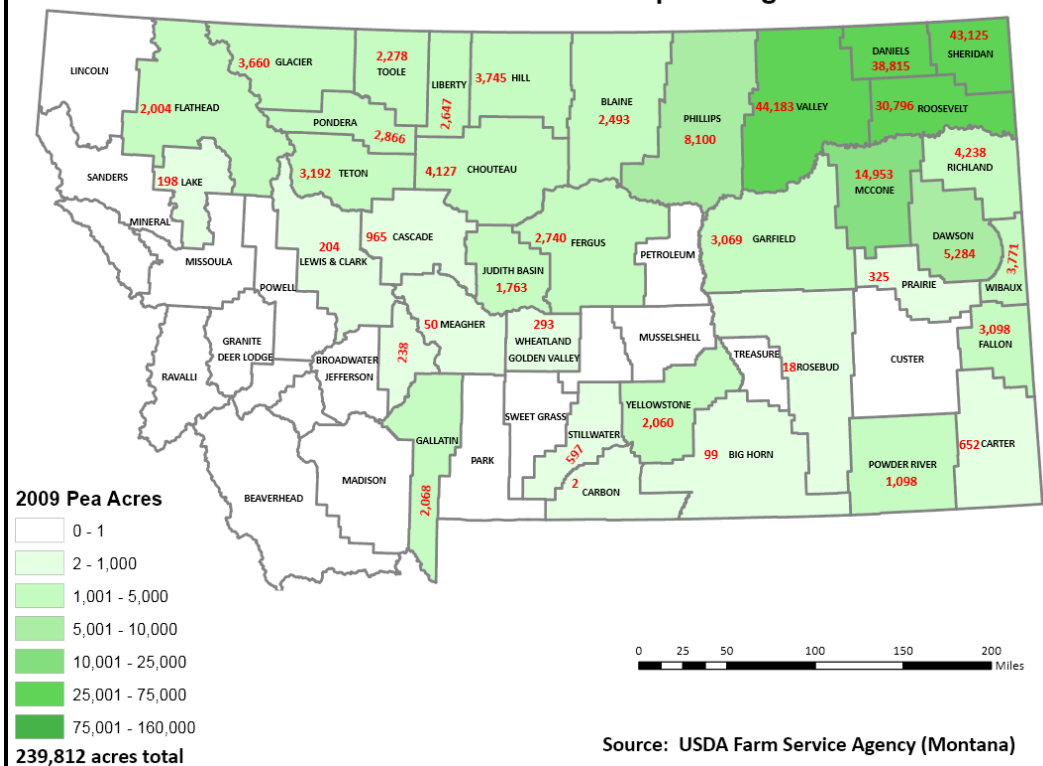 LINCOLN
3,660 GLACIER
2,278
TOOLE
LIBERTY
2,647
3,745 HILL
BLAINE
2,493
PHILLIPS
8,100
44,183 VALLEY
DANIELS
38,815
43,125
SHERIDAN
30,796 ROOSEVELT
2,004 FLATHEAD
PONDERA
2,866
SANDERS
198 LAKE
3,192 TETON
4,127 CHOUTEAU
14,953
MCCONE
4,238
RICHLAND
MINERAL
MISSOULA
POWELL
204
LEWIS & CLARK
965 CASCADE
JUDITH BASIN
1,763
2,740 FERGUS
PETROLEUM
3,069 GARFIELD
DAWSON
5,284
3,771
WIBAUX
325
PRAIRIE
GRANITE
DEER LODGE
RAVALLI
BROADWATER
JEFFERSON
238
50 MEAGHER
293
WHEATLAND
GOLDEN VALLEY
MUSSELSHELL
TREASURE
18 ROSEBUD
CUSTER
3,098
FALLON
GALLATIN
2,068
PARK
SWEET GRASS
STILLWATER
597
YELLOWSTONE
2,060
2
CARBON
99 BIG HORN
POWDER RIVER
1,098
652 CARTER
BEAVERHEAD
MADISON
2009 Pea Acres
0 - 1
2 - 1,000
1,001 - 5,000
5,001 - 10,000
10,001 - 25,000
25,001 - 75,000
75,001 - 160,000
239,812 acres total
0 25 50 100 150 200
Miles
Source: USDA Farm Service Agency (Montana)